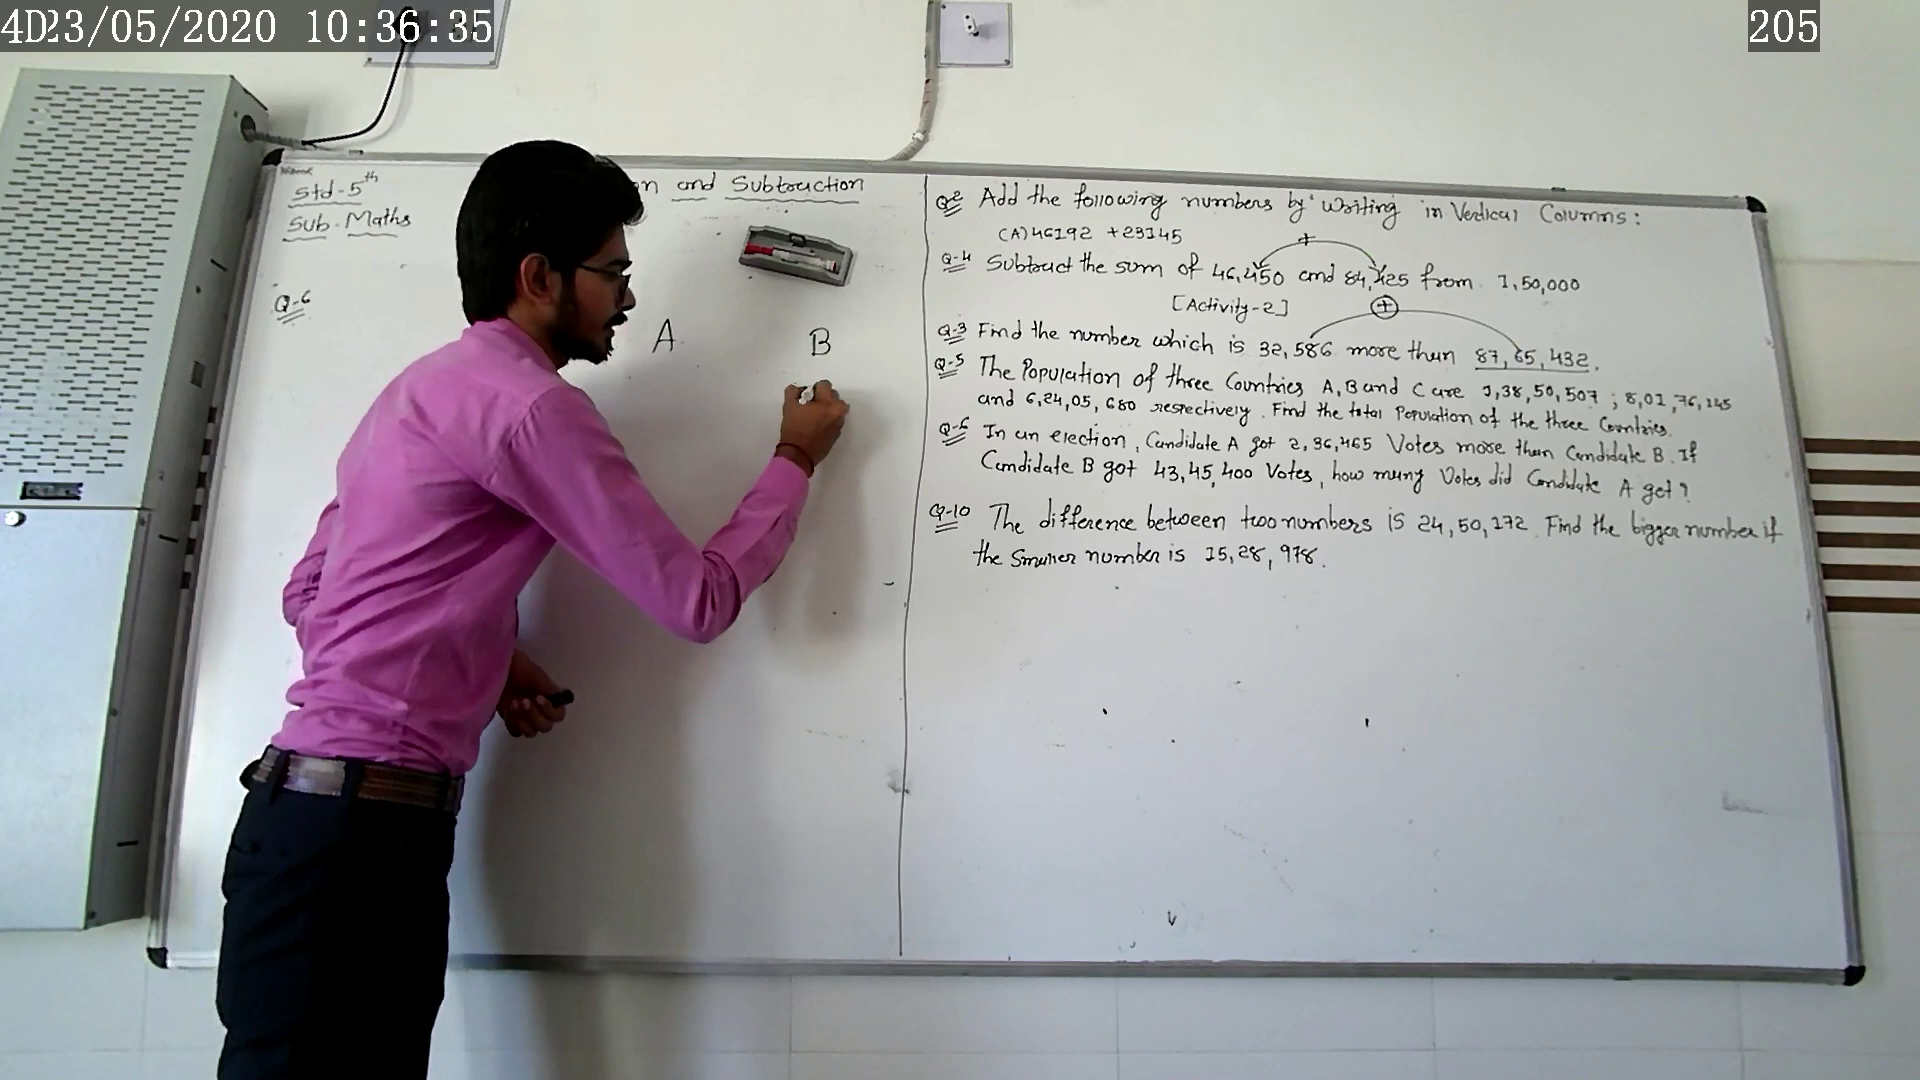 4D23/05/2020 10:36:35
205
Std-5th
Sub-Maths
and Subtraction
Q-6
A
B
Q2 Add the following numbers by writing in Vertical Columns:
(A) 46192 + 23145
+
Q-4 Subtract the sum of 46,450 and 84,425 from 1,50,000
[Activity-2]
+
Q-3 Find the number which is 32,586 more than 87,65,432.
Q-5 The Population of three Countries A, B and C are 1,38,50,507 ; 8,01,76,145
and 6,24,05,680 respectively. Find the total Population of the three Countries.
Q-6 In an election, Candidate A got 2,36,465 Votes more than Candidate B. If
Candidate B got 43,45,400 Votes, how many Votes did Candidate A get?
Q-10 The difference between two numbers is 24,50,172 Find the bigger number if
the Smaller number is 15,28,978.